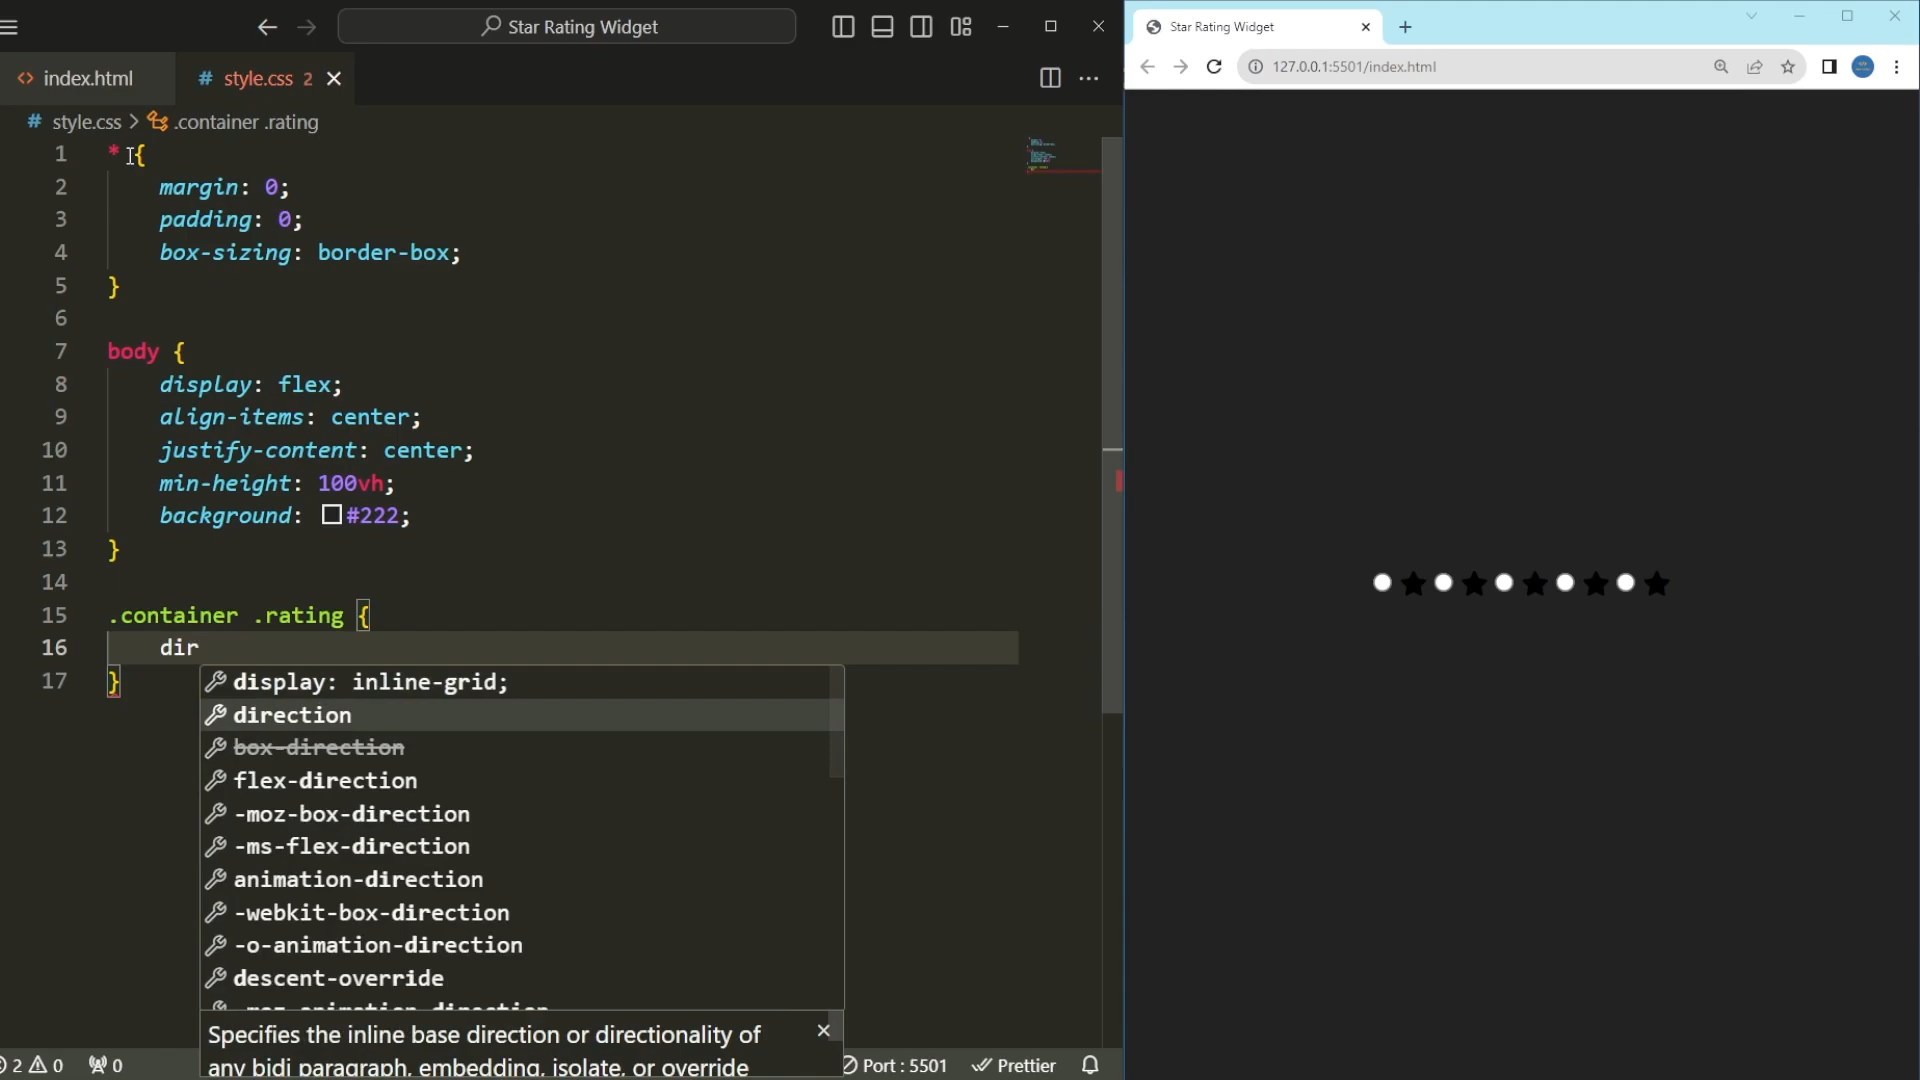 Star Rating Widget
index.html
# style.css 2
# style.css > .container .rating
1 * {
2 margin: 0;
3 padding: 0;
4 box-sizing: border-box;
5 }
6
7 body {
8 display: flex;
9 align-items: center;
10 justify-content: center;
11 min-height: 100vh;
12 background: #222;
13 }
14
15 .container .rating {
16 dir
17 }
display: inline-grid;
direction
box-direction
flex-direction
-moz-box-direction
-ms-flex-direction
animation-direction
-webkit-box-direction
-o-animation-direction
descent-override
-moz-animation-direction
Specifies the inline base direction or directionality of
any bidi paragraph, embedding, isolate, or override
2 0 0 Port : 5501 Prettier
Star Rating Widget
127.0.0.1:5501/index.html